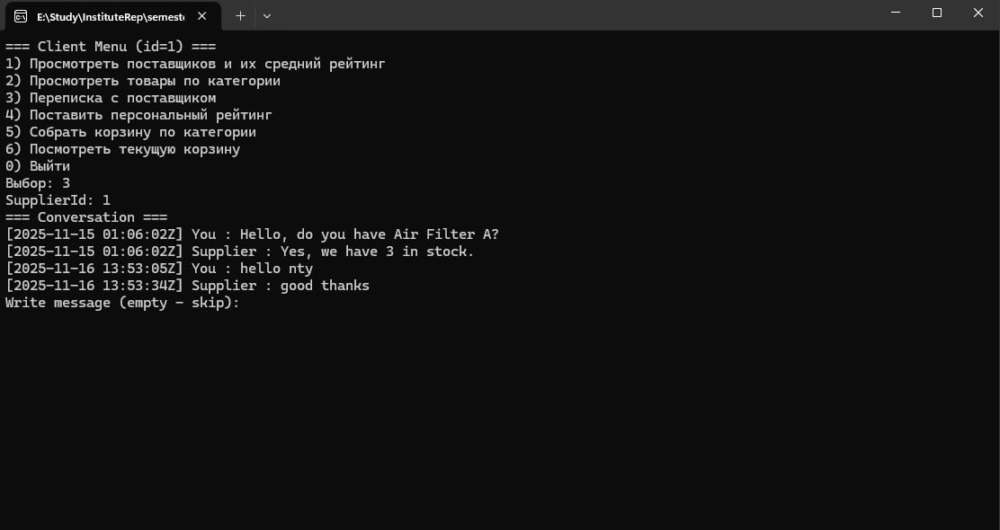 E:\Study\InstituteRep\semest
=== Client Menu (id=1) ===
1) Просмотреть поставщиков и их средний рейтинг
2) Просмотреть товары по категории
3) Переписка с поставщиком
4) Поставить персональный рейтинг
5) Собрать корзину по категории
6) Посмотреть текущую корзину
0) Выйти
Выбор: 3
SupplierId: 1
=== Conversation ===
[2025-11-15 01:06:02Z] You : Hello, do you have Air Filter A?
[2025-11-15 01:06:02Z] Supplier : Yes, we have 3 in stock.
[2025-11-16 13:53:05Z] You : hello nty
[2025-11-16 13:53:34Z] Supplier : good thanks
Write message (empty - skip):